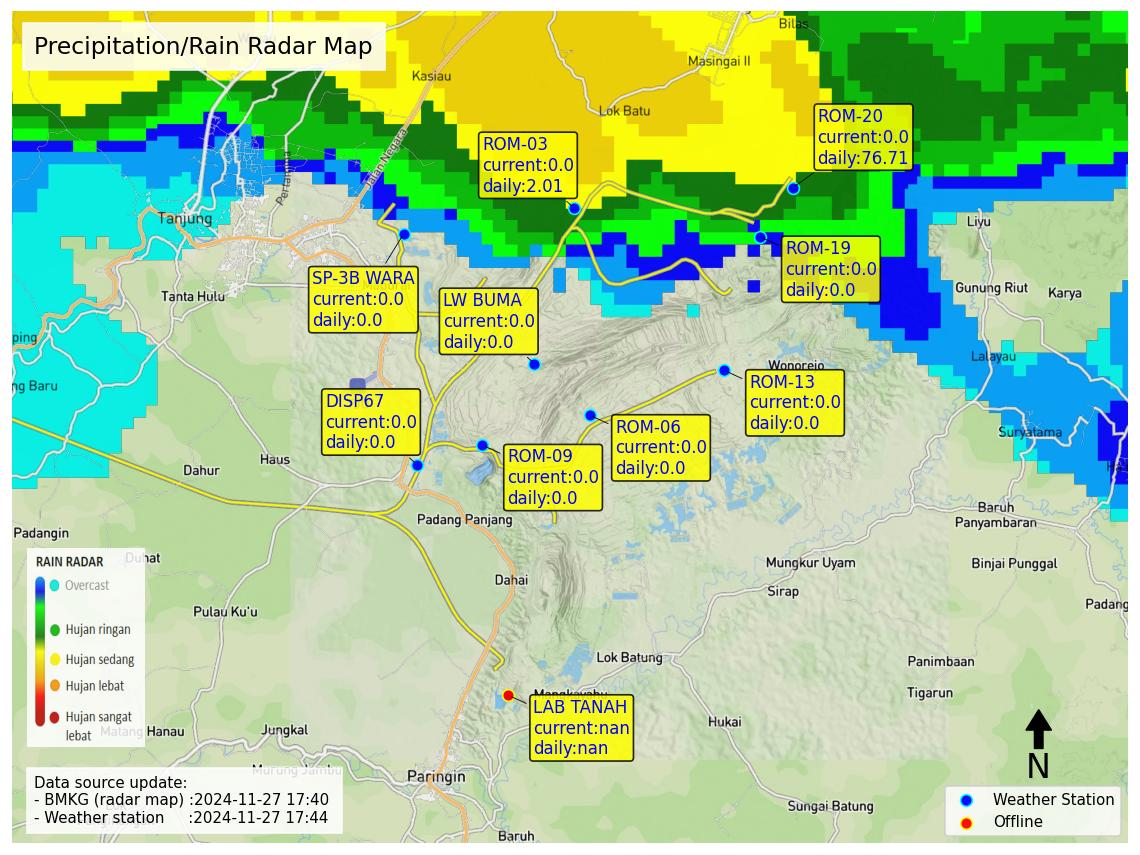 Precipitation/Rain Radar Map
Bilas
Masingai II
Kasiau
Lok Batu
ROM-20
current:0.0
daily:76.71
ROM-03
current:0.0
daily:2.01
Jalan Negara
Tanjung
Liyu
ROM-19
current:0.0
daily:0.0
SP-3B WARA
current:0.0
daily:0.0
LW BUMA
current:0.0
daily:0.0
Tanta Hulu
Gunung Riut
Karya
ping
Lalayau
Wonorejo
ng Baru
ROM-13
current:0.0
daily:0.0
DISP67
current:0.0
daily:0.0
ROM-06
current:0.0
daily:0.0
Suryatama
ROM-09
current:0.0
daily:0.0
Haus
Dahur
Padang Panjang
Baruh
Panyambaran
Padangin
Duhat
RAIN RADAR
Overcast
Hujan ringan
Hujan sedang
Hujan lebat
Hujan sangat
lebat
Mungkur Uyam
Binjai Punggal
Dahai
Sirap
Padang
Pulau Ku'u
Lok Batung
Panimbaan
Tigarun
LAB TANAH
current:nan
daily:nan
Hukai
Matang Hanau
Jungkal
Murung Jambu
Paringin
N
Data source update:
- BMKG (radar map) :2024-11-27 17:40
- Weather station :2024-11-27 17:44
Sungai Batung
Baruh
Weather Station
Offline